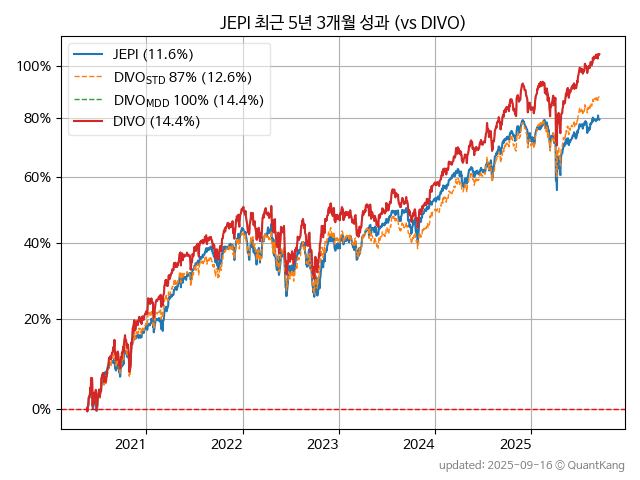 JEPI 최근 5년 3개월 성과 (vs DIVO)
JEPI (11.6%)
DIVO_STD 87% (12.6%)
DIVO_MDD 100% (14.4%)
DIVO (14.4%)
100%
80%
60%
40%
20%
0%
2021
2022
2023
2024
2025
updated: 2025-09-16 © QuantKang